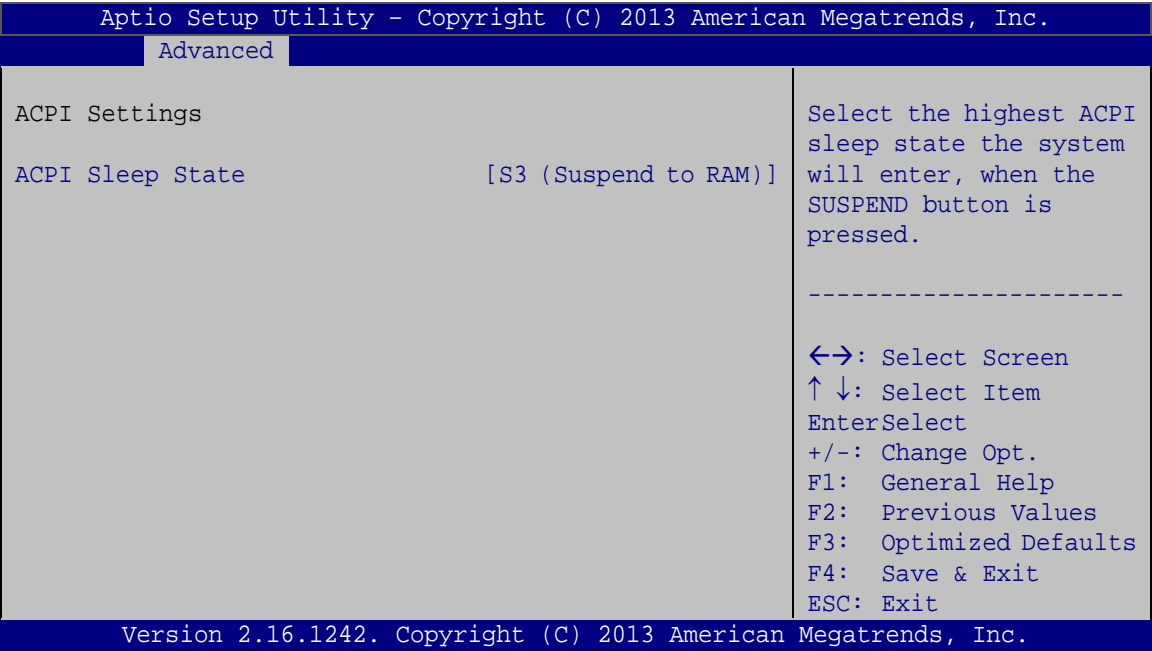 Aptio Setup Utility – Copyright (C) 2013 American Megatrends, Inc.
Advanced
ACPI Settings
ACPI Sleep State [S3 (Suspend to RAM)]
Select the highest ACPI
sleep state the system
will enter, when the
SUSPEND button is
pressed.
----------------------
←→: Select Screen
↑ ↓: Select Item
EnterSelect
+/-: Change Opt.
F1: General Help
F2: Previous Values
F3: Optimized Defaults
F4: Save & Exit
ESC: Exit
Version 2.16.1242. Copyright (C) 2013 American Megatrends, Inc.